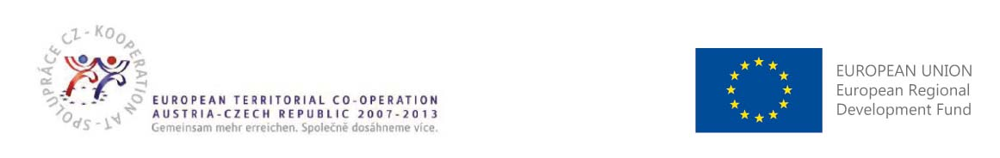 SPOLUPRÁCE CZ - KOOPERATION AT -
EUROPEAN TERRITORIAL CO-OPERATION
AUSTRIA-CZECH REPUBLIC 2007-2013
Gemeinsam mehr erreichen. Společně dosáhneme více.
EUROPEAN UNION
European Regional
Development Fund